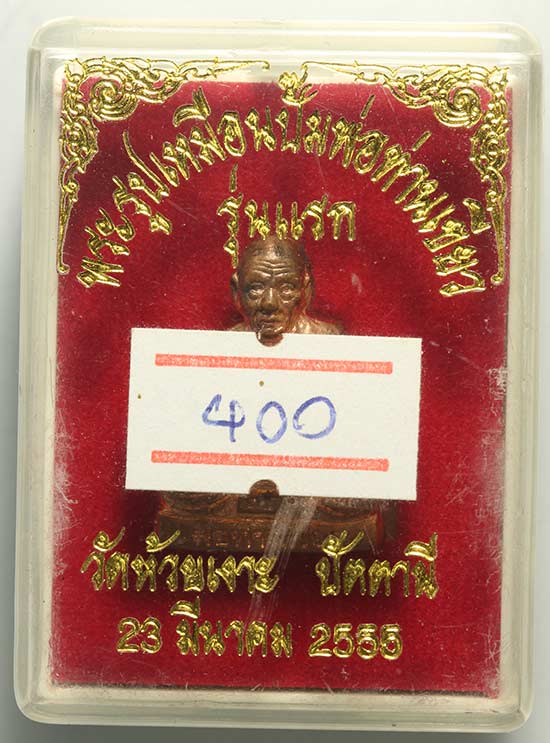 พระรูปเหมือนปั๊มพ่อท่านเขียว
รุ่นแรก
400
วัดห้วยเงาะ ปัตตานี
23 มีนาคม 2555